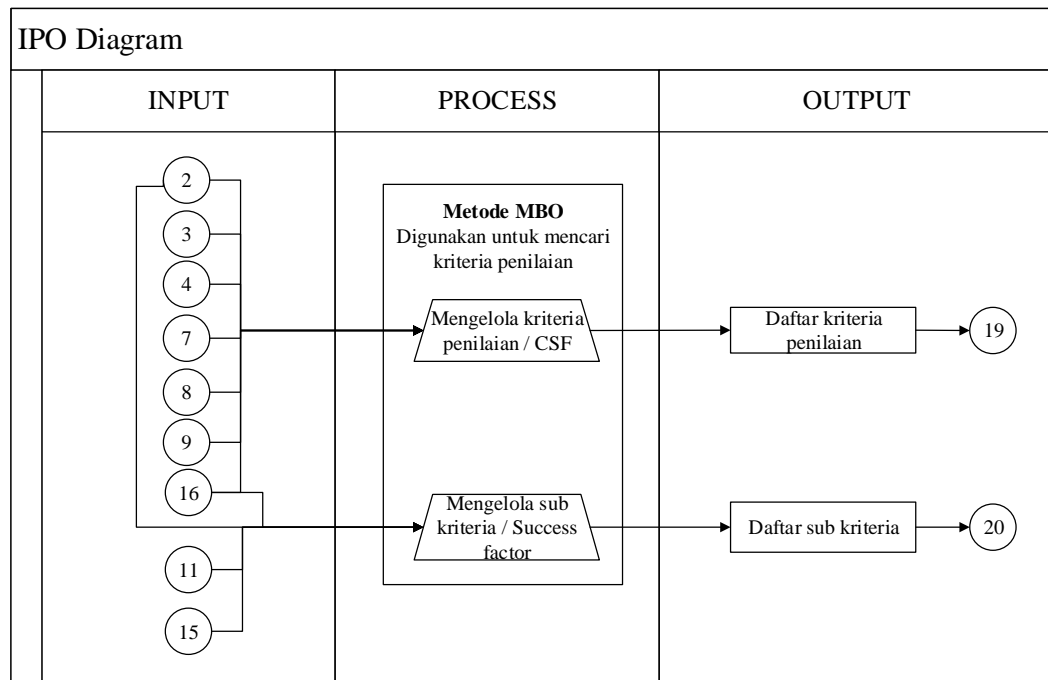 IPO Diagram
INPUT
PROCESS
OUTPUT
2
3
4
7
8
9
16
11
15
Metode MBO
Digunakan untuk mencari
kriteria penilaian
Mengelola kriteria
penilaian / CSF
Mengelola sub
kriteria / Success
factor
Daftar kriteria
penilaian
19
Daftar sub kriteria
20